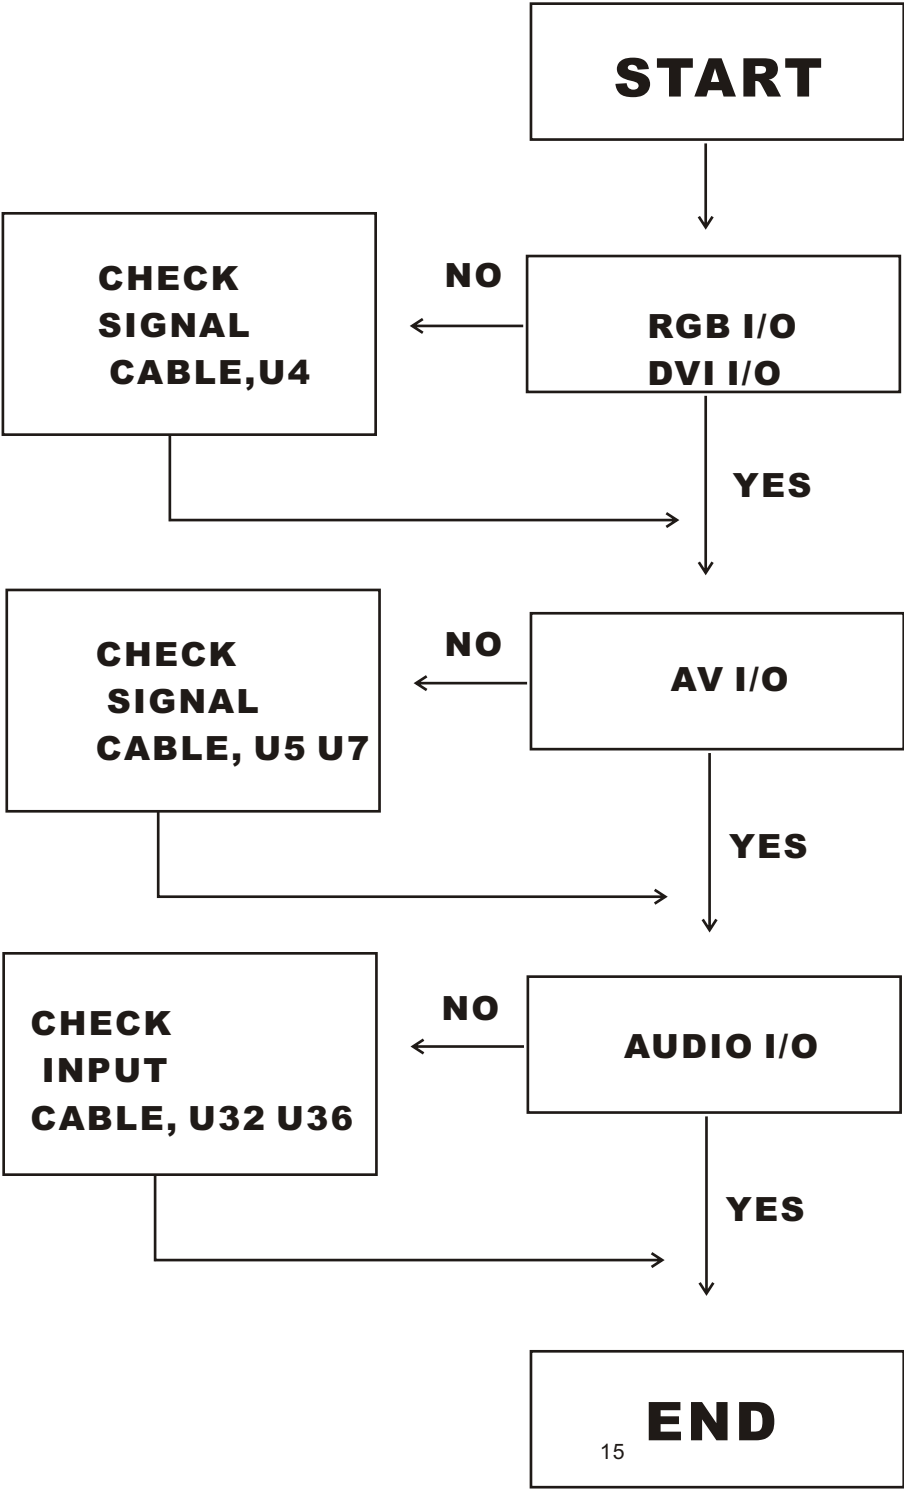 START
NO
CHECK
SIGNAL
CABLE,U4
RGB I/O
DVI I/O
YES
NO
CHECK
SIGNAL
CABLE, U5 U7
AV I/O
YES
NO
CHECK
INPUT
CABLE, U32 U36
AUDIO I/O
YES
END
15